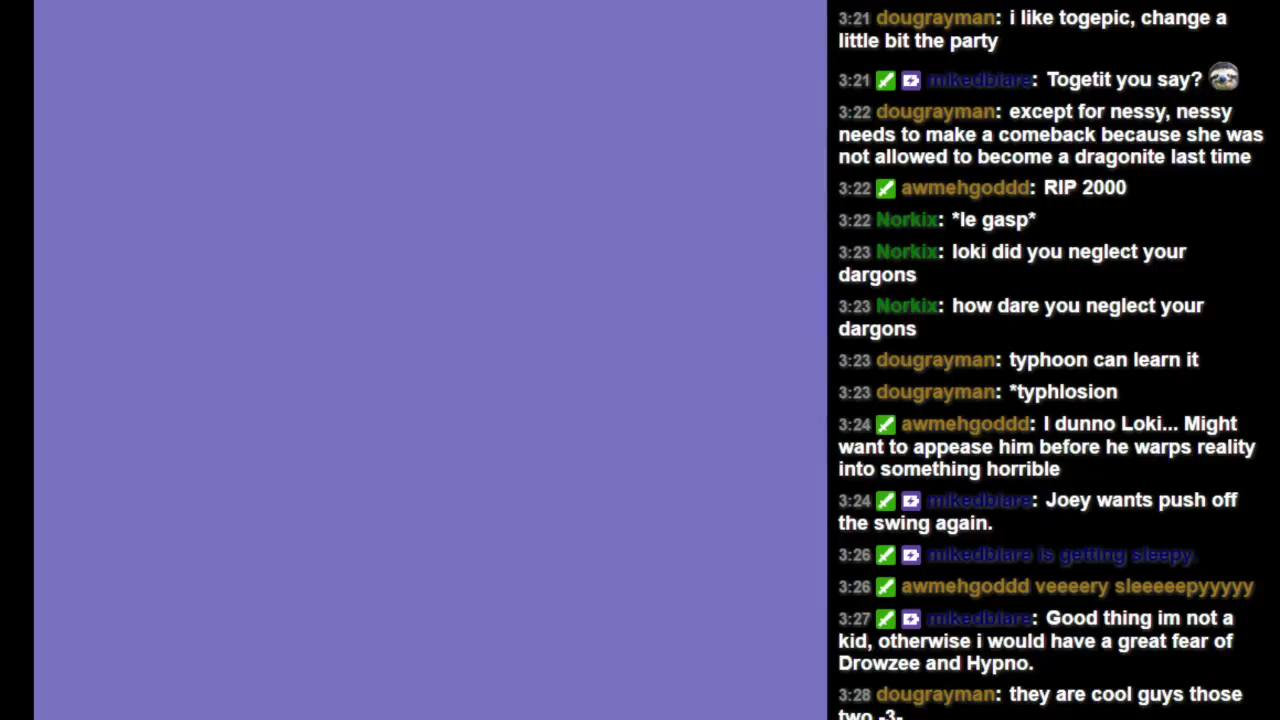 3:21 dougrayman: i like togepic, change a
little bit the party
3:21 mikedblare: Togetit you say?
3:22 dougrayman: except for nessy, nessy
needs to make a comeback because she was
not allowed to become a dragonite last time
3:22 awmehgoddd: RIP 2000
3:22 Norkix: *le gasp*
3:23 Norkix: loki did you neglect your
dargons
3:23 Norkix: how dare you neglect your
dargons
3:23 dougrayman: typhoon can learn it
3:23 dougrayman: *typhlosion
3:24 awmehgoddd: I dunno Loki... Might
want to appease him before he warps reality
into something horrible
3:24 mikedblare: Joey wants push off
the swing again.
3:26 mikedblare is getting sleepy.
3:26 awmehgoddd veeeery sleeeeepyyyyy
3:27 mikedblare: Good thing im not a
kid, otherwise i would have a great fear of
Drowzee and Hypno.
3:28 dougrayman: they are cool guys those
two -3-